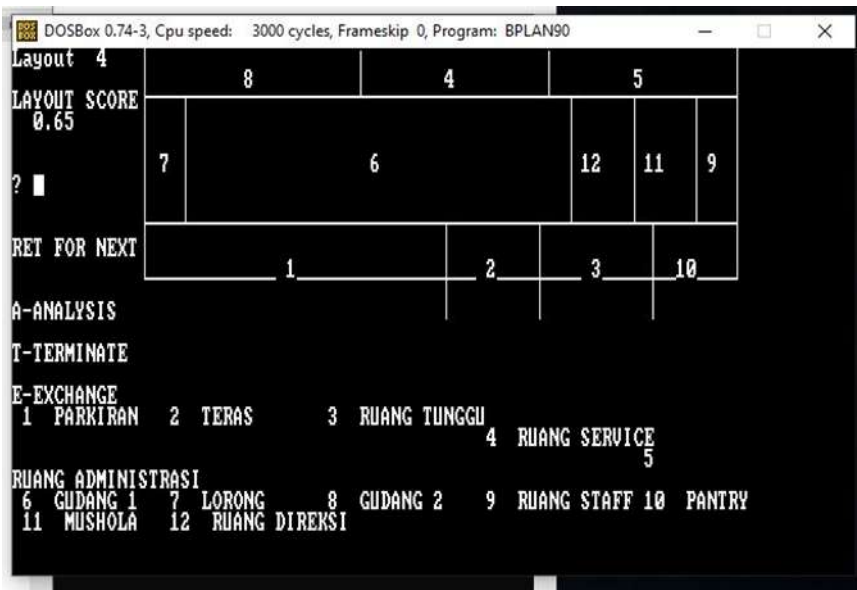 DOSBox 0.74-3, Cpu speed: 3000 cycles, Frameskip 0, Program: BPLAN90
Layout 4
8 4 5
LAYOUT SCORE
0.65
7 6 12 11 9
?
RET FOR NEXT
1 2 3 10
A-ANALYSIS
T-TERMINATE
E-EXCHANGE
1 PARKIRAN 2 TERAS 3 RUANG TUNGGU
4 RUANG SERVICE
5
RUANG ADMINISTRASI
6 GUDANG 1 7 LORONG 8 GUDANG 2 9 RUANG STAFF 10 PANTRY
11 MUSHOLA 12 RUANG DIREKSI